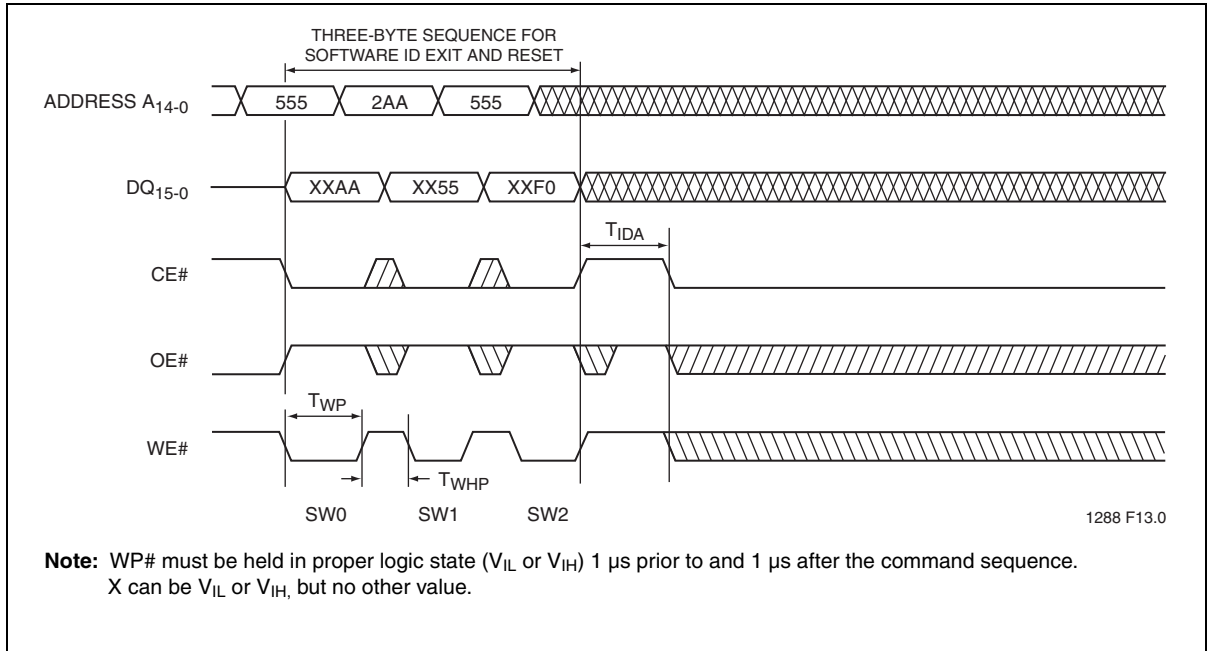 THREE-BYTE SEQUENCE FOR
SOFTWARE ID EXIT AND RESET
ADDRESS A14-0
555
2AA
555
DQ15-0
XXAA
XX55
XXF0
TIDA
CE#
OE#
TWP
WE#
TWHP
SW0
SW1
SW2
1288 F13.0
Note: WP# must be held in proper logic state (VIL or VIH) 1 µs prior to and 1 µs after the command sequence.
X can be VIL or VIH, but no other value.